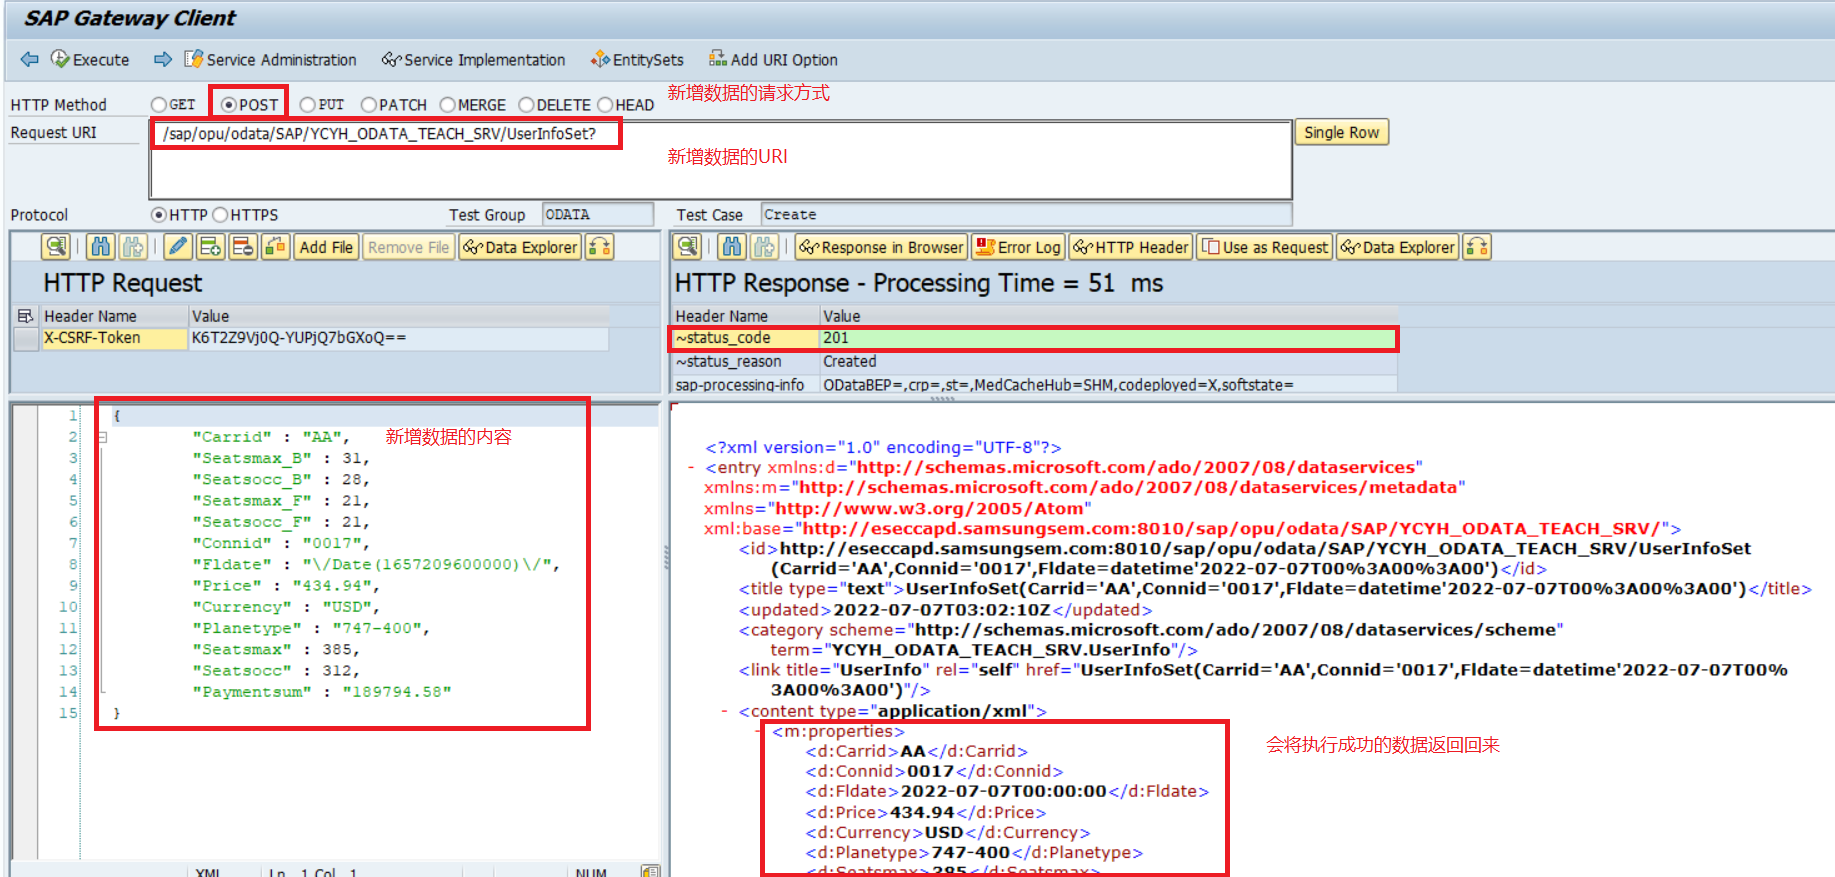 SAP Gateway Client
Execute Service Administration Service Implementation EntitySets Add URI Option
HTTP Method GET POST PUT PATCH MERGE DELETE HEAD 新增数据的请求方式
Request URI /sap/opu/odata/SAP/YCYH_ODATA_TEACH_SRV/UserInfoSet? Single Row
新增数据的URI
Protocol HTTP HTTPS Test Group ODATA Test Case Create
Add File Remove File Data Explorer
HTTP Request
Header Name Value
X-CSRF-Token K6T2Z9Vj0Q-YUPjQ7bGXoQ==
1 {
2 "Carrid" : "AA", 新增数据的内容
3 "Seatsmax_B" : 31,
4 "Seatsocc_B" : 28,
5 "Seatsmax_F" : 21,
6 "Seatsocc_F" : 21,
7 "Connid" : "0017",
8 "Fldate" : "\/Date(1657209600000)\/",
9 "Price" : "434.94",
10 "Currency" : "USD",
11 "Planetype" : "747-400",
12 "Seatsmax" : 385,
13 "Seatsocc" : 312,
14 "Paymentsum" : "189794.58"
15 }
XML Ln 1 Col 1 NUM
Response in Browser Error Log HTTP Header Use as Request Data Explorer
HTTP Response - Processing Time = 51 ms
Header Name Value
~status_code 201
~status_reason Created
sap-processing-info ODataBEP=,crp=,st=,MedCacheHub=SHM,codeployed=X,softstate=
<?xml version="1.0" encoding="UTF-8"?>
- <entry xmlns:d="http://schemas.microsoft.com/ado/2007/08/dataservices"
xmlns:m="http://schemas.microsoft.com/ado/2007/08/dataservices/metadata"
xmlns="http://www.w3.org/2005/Atom"
xml:base="http://eseccapd.samsungsem.com:8010/sap/opu/odata/SAP/YCYH_ODATA_TEACH_SRV/">
<id>http://eseccapd.samsungsem.com:8010/sap/opu/odata/SAP/YCYH_ODATA_TEACH_SRV/UserInfoSet
(Carrid='AA',Connid='0017',Fldate=datetime'2022-07-07T00%3A00%3A00')</id>
<title type="text">UserInfoSet(Carrid='AA',Connid='0017',Fldate=datetime'2022-07-07T00%3A00%3A00')</title>
<updated>2022-07-07T03:02:10Z</updated>
<category scheme="http://schemas.microsoft.com/ado/2007/08/dataservices/scheme"
term="YCYH_ODATA_TEACH_SRV.UserInfo"/>
<link title="UserInfo" rel="self" href="UserInfoSet(Carrid='AA',Connid='0017',Fldate=datetime'2022-07-07T00%
3A00%3A00')"/>
- <content type="application/xml">
- <m:properties>
<d:Carrid>AA</d:Carrid> 会将执行成功的数据返回回来
<d:Connid>0017</d:Connid>
<d:Fldate>2022-07-07T00:00:00</d:Fldate>
<d:Price>434.94</d:Price>
<d:Currency>USD</d:Currency>
<d:Planetype>747-400</d:Planetype>
<d:Seatsmax>385</d:Seatsmax>